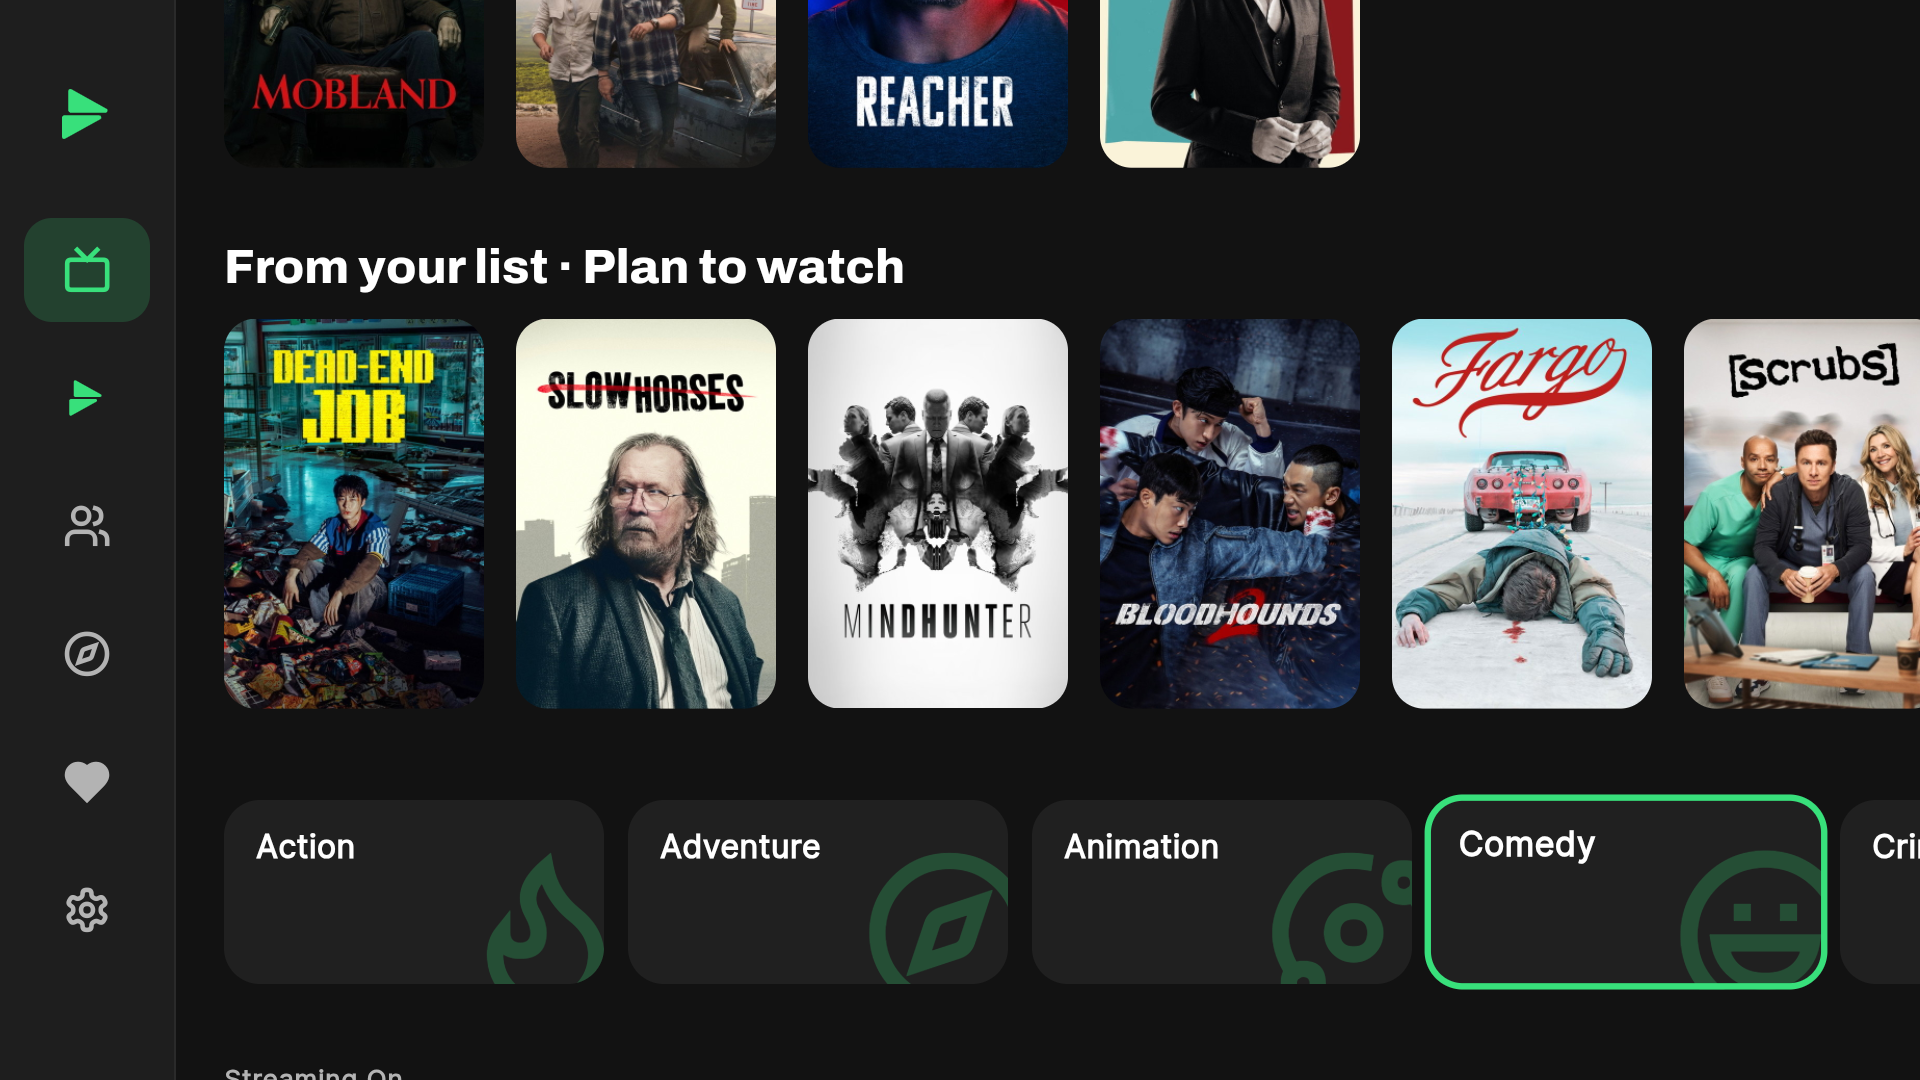 MOBLAND
REACHER
From your list · Plan to watch
DEAD-END
JOB
SLOW HORSES
MINDHUNTER
BLOODHOUNDS
2
Fargo
[scrubs]
Action
Adventure
Animation
Comedy
Cri
Streaming On